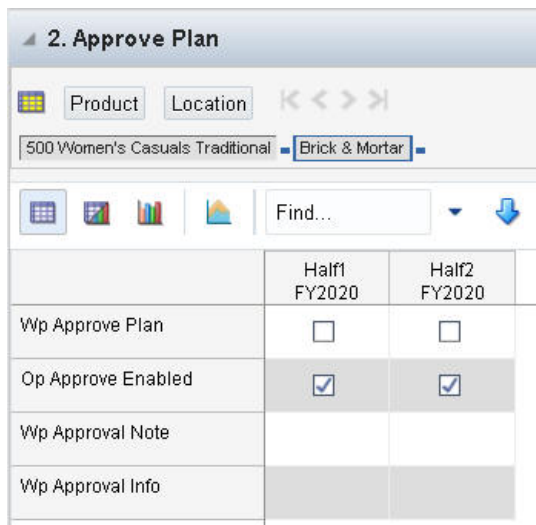 2. Approve Plan
Product Location
500 Women's Casuals Traditional Brick & Mortar
Find...
Half1 FY2020 Half2 FY2020
Wp Approve Plan
Op Approve Enabled
Wp Approval Note
Wp Approval Info